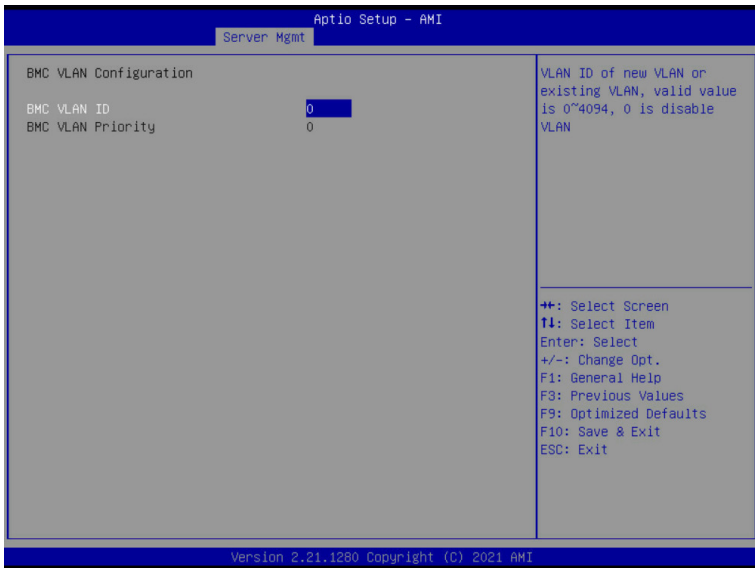 Aptio Setup – AMI
Server Mgmt
BMC VLAN Configuration
BMC VLAN ID 0
BMC VLAN Priority 0
VLAN ID of new VLAN or
existing VLAN, valid value
is 0~4094, 0 is disable
VLAN
→←: Select Screen
↑↓: Select Item
Enter: Select
+/-: Change Opt.
F1: General Help
F3: Previous Values
F9: Optimized Defaults
F10: Save & Exit
ESC: Exit
Version 2.21.1280 Copyright (C) 2021 AMI